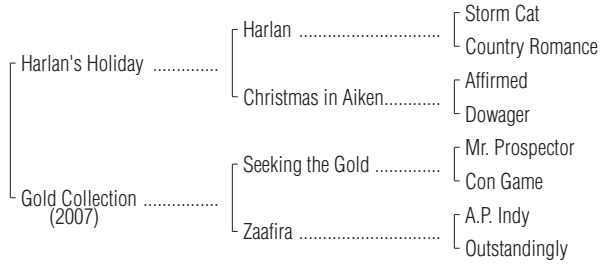 Storm Cat
Harlan ....................................
Country Romance
Harlan's Holiday ..............
Affirmed
Christmas in Aiken.............
Dowager
Mr. Prospector
Seeking the Gold ...............
Con Game
Gold Collection ................
(2007)
A.P. Indy
Zaafira ..................................
Outstandingly